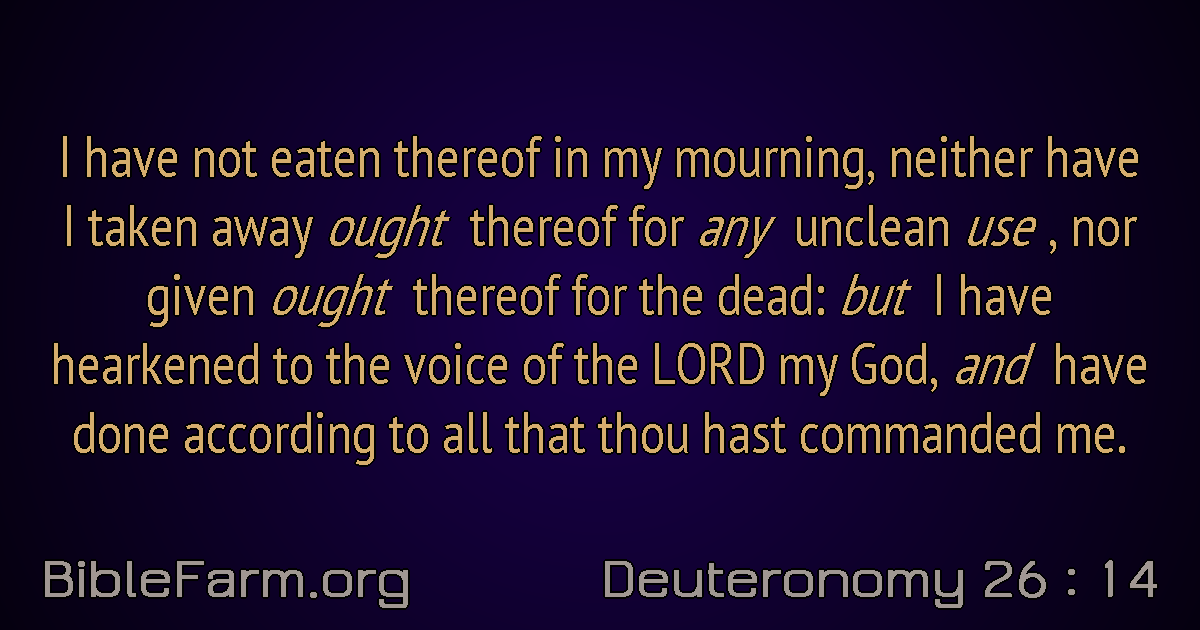 I have not eaten thereof in my mourning, neither have
I taken away ought thereof for any unclean use , nor
given ought thereof for the dead: but I have
hearkened to the voice of the LORD my God, and have
done according to all that thou hast commanded me.
BibleFarm.org
Deuteronomy 26 : 14